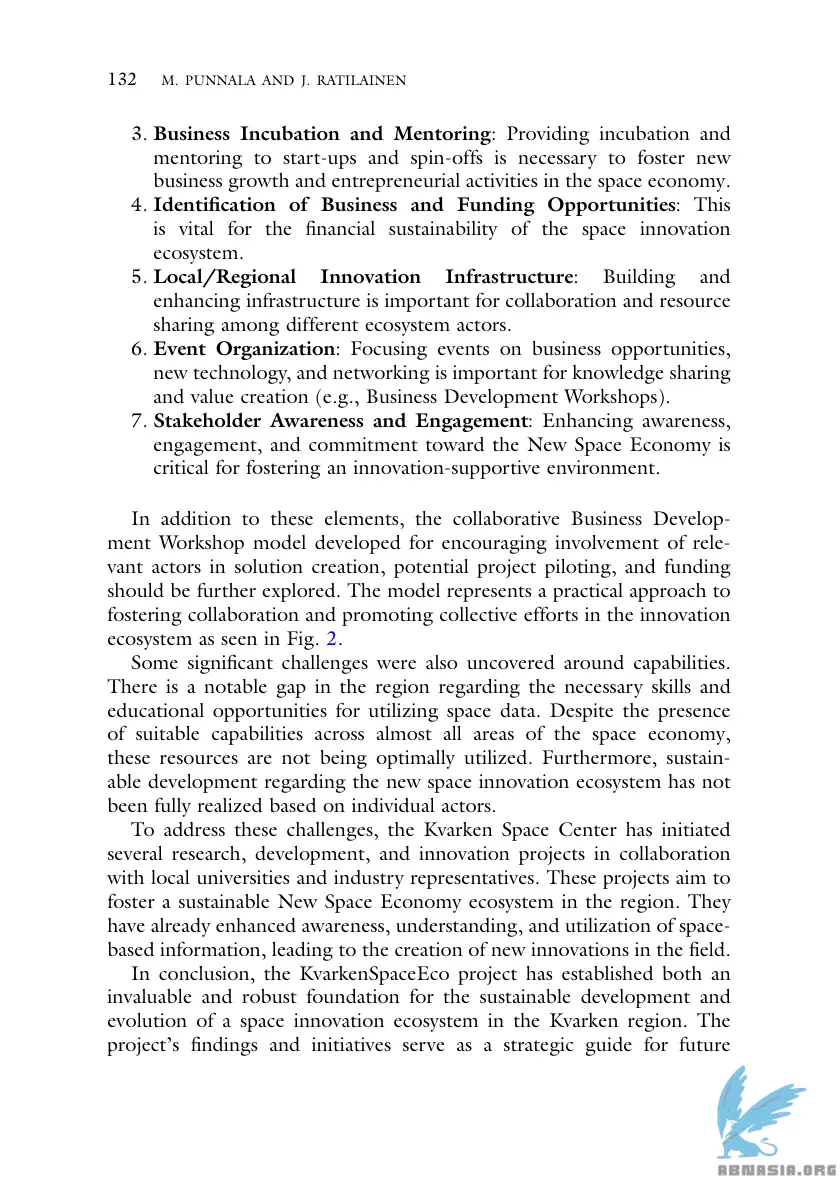 132 M. PUNNALA AND J. RATILAINEN
3. Business Incubation and Mentoring: Providing incubation and
mentoring to start-ups and spin-offs is necessary to foster new
business growth and entrepreneurial activities in the space economy.
4. Identification of Business and Funding Opportunities: This
is vital for the financial sustainability of the space innovation
ecosystem.
5. Local/Regional Innovation Infrastructure: Building and
enhancing infrastructure is important for collaboration and resource
sharing among different ecosystem actors.
6. Event Organization: Focusing events on business opportunities,
new technology, and networking is important for knowledge sharing
and value creation (e.g., Business Development Workshops).
7. Stakeholder Awareness and Engagement: Enhancing awareness,
engagement, and commitment toward the New Space Economy is
critical for fostering an innovation-supportive environment.
In addition to these elements, the collaborative Business Develop-
ment Workshop model developed for encouraging involvement of rele-
vant actors in solution creation, potential project piloting, and funding
should be further explored. The model represents a practical approach to
fostering collaboration and promoting collective efforts in the innovation
ecosystem as seen in Fig. 2.
Some significant challenges were also uncovered around capabilities.
There is a notable gap in the region regarding the necessary skills and
educational opportunities for utilizing space data. Despite the presence
of suitable capabilities across almost all areas of the space economy,
these resources are not being optimally utilized. Furthermore, sustain-
able development regarding the new space innovation ecosystem has not
been fully realized based on individual actors.
To address these challenges, the Kvarken Space Center has initiated
several research, development, and innovation projects in collaboration
with local universities and industry representatives. These projects aim to
foster a sustainable New Space Economy ecosystem in the region. They
have already enhanced awareness, understanding, and utilization of space-
based information, leading to the creation of new innovations in the field.
In conclusion, the KvarkenSpaceEco project has established both an
invaluable and robust foundation for the sustainable development and
evolution of a space innovation ecosystem in the Kvarken region. The
project's findings and initiatives serve as a strategic guide for future
ABNASIA.ORG